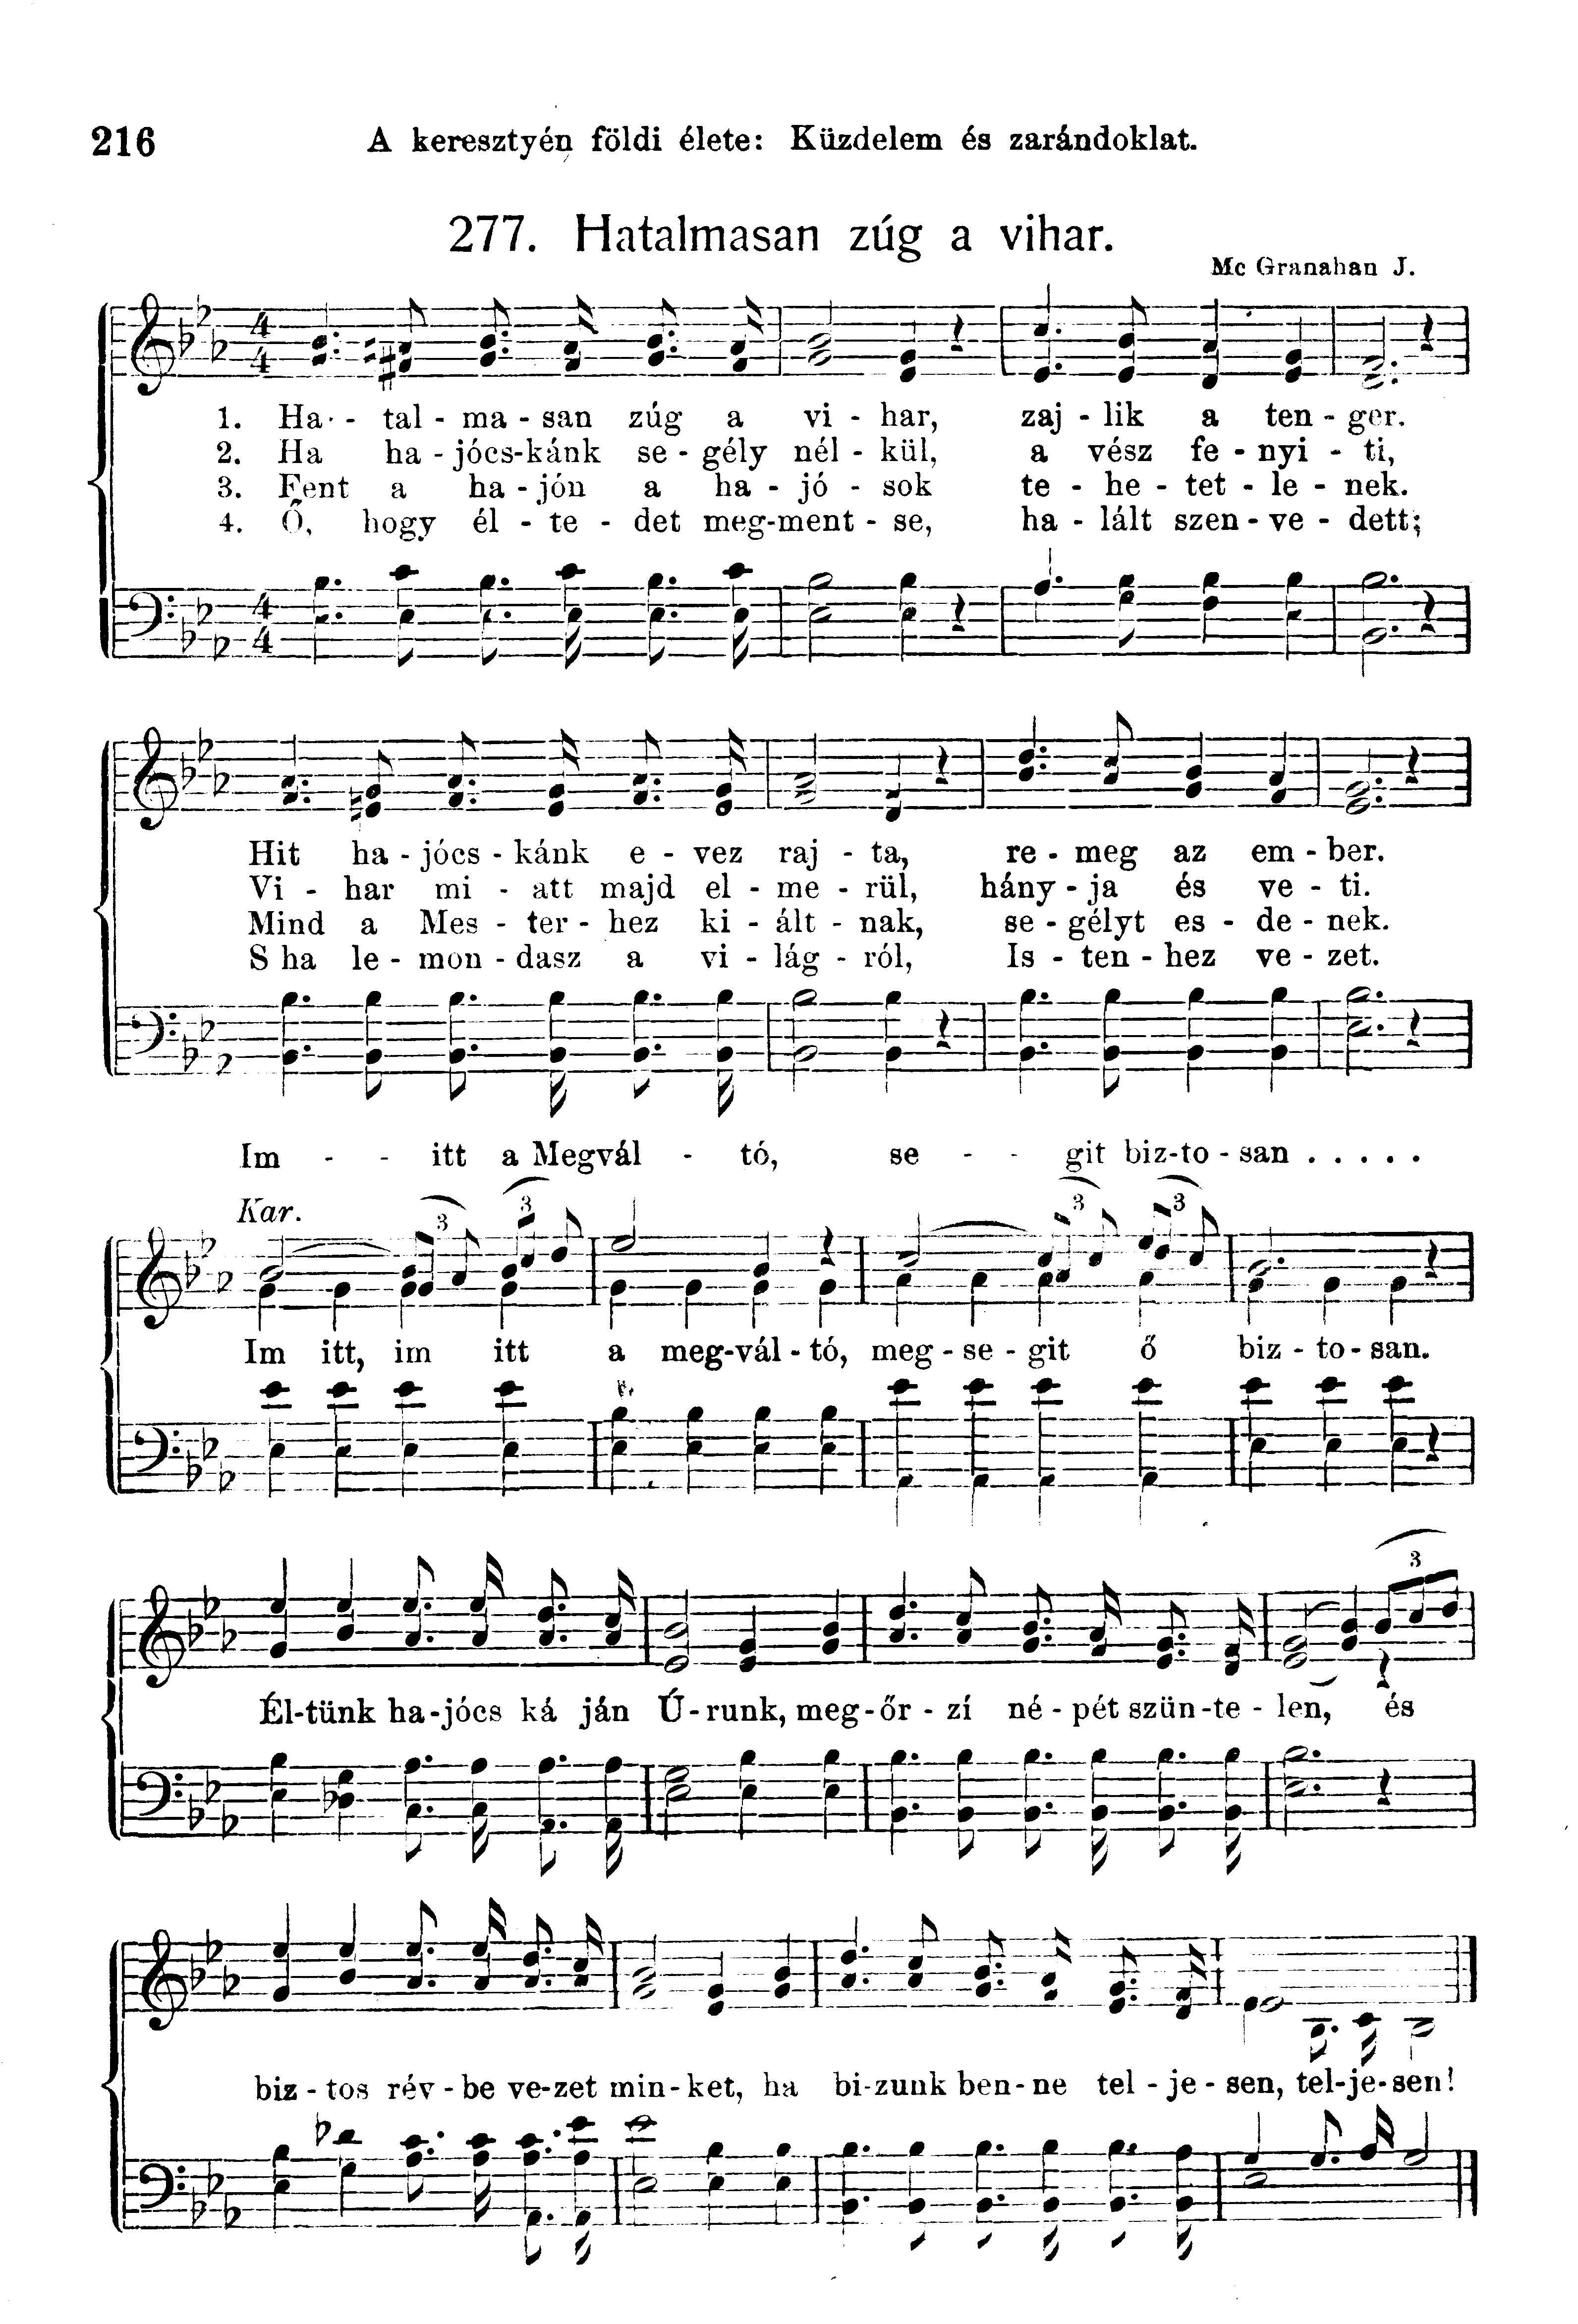 216
A keresztyén földi élete: Küzdelem és zarándoklat.
277. Hatalmasan zúg a vihar.
Mc Granahan J.
1. Ha - tal - ma - san zúg a vi - har, zaj - lik a ten - ger.
2. Ha ha - jócs-kánk se - gély nél - kül, a vész fe - nyi - ti,
3. Fent a ha - jón a ha - jó - sok te - he - tet - le - nek.
4. Ő, hogy él - te - det meg-ment - se, ha - lált szen - ve - dett;
Hit ha - jócs - kánk e - vez raj - ta, re - meg az em - ber.
Vi - har mi - att majd el - me - rül, hány - ja és ve - ti.
Mind a Mes - ter - hez ki - ált - nak, se - gélyt es - de - nek.
S ha le - mon - dasz a vi - lág - ról, Is - ten - hez ve - zet.
Im - - itt a Megvál - tó, se - - git biz-to - san . . . . .
Kar.
3 3 3 3
Im itt, im itt a meg-vál - tó, meg - se - git ő biz - to - san.
3
Él-tünk ha-jócs ká ján Ú-runk, meg-őr - zí né - pét szün-te - len, és
biz - tos rév - be ve-zet min-ket, ha bi-zunk ben-ne tel - je - sen, tel-je-sen!